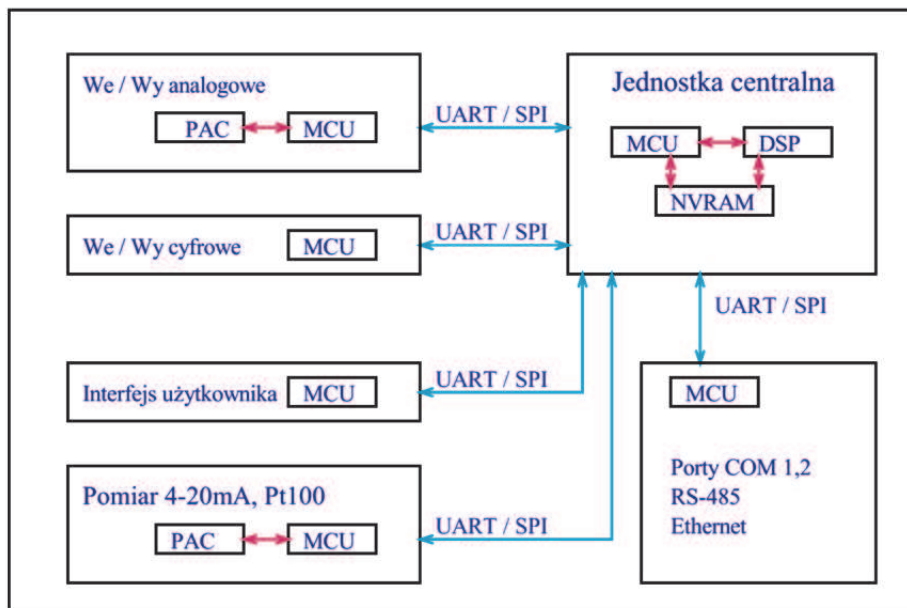 We / Wy analogowe
PAC
MCU
UART / SPI
Jednostka centralna
MCU
DSP
NVRAM
We / Wy cyfrowe
MCU
UART / SPI
UART / SPI
Interfejs użytkownika
MCU
UART / SPI
MCU
Porty COM 1,2
RS-485
Ethernet
Pomiar 4-20mA, Pt100
PAC
MCU
UART / SPI